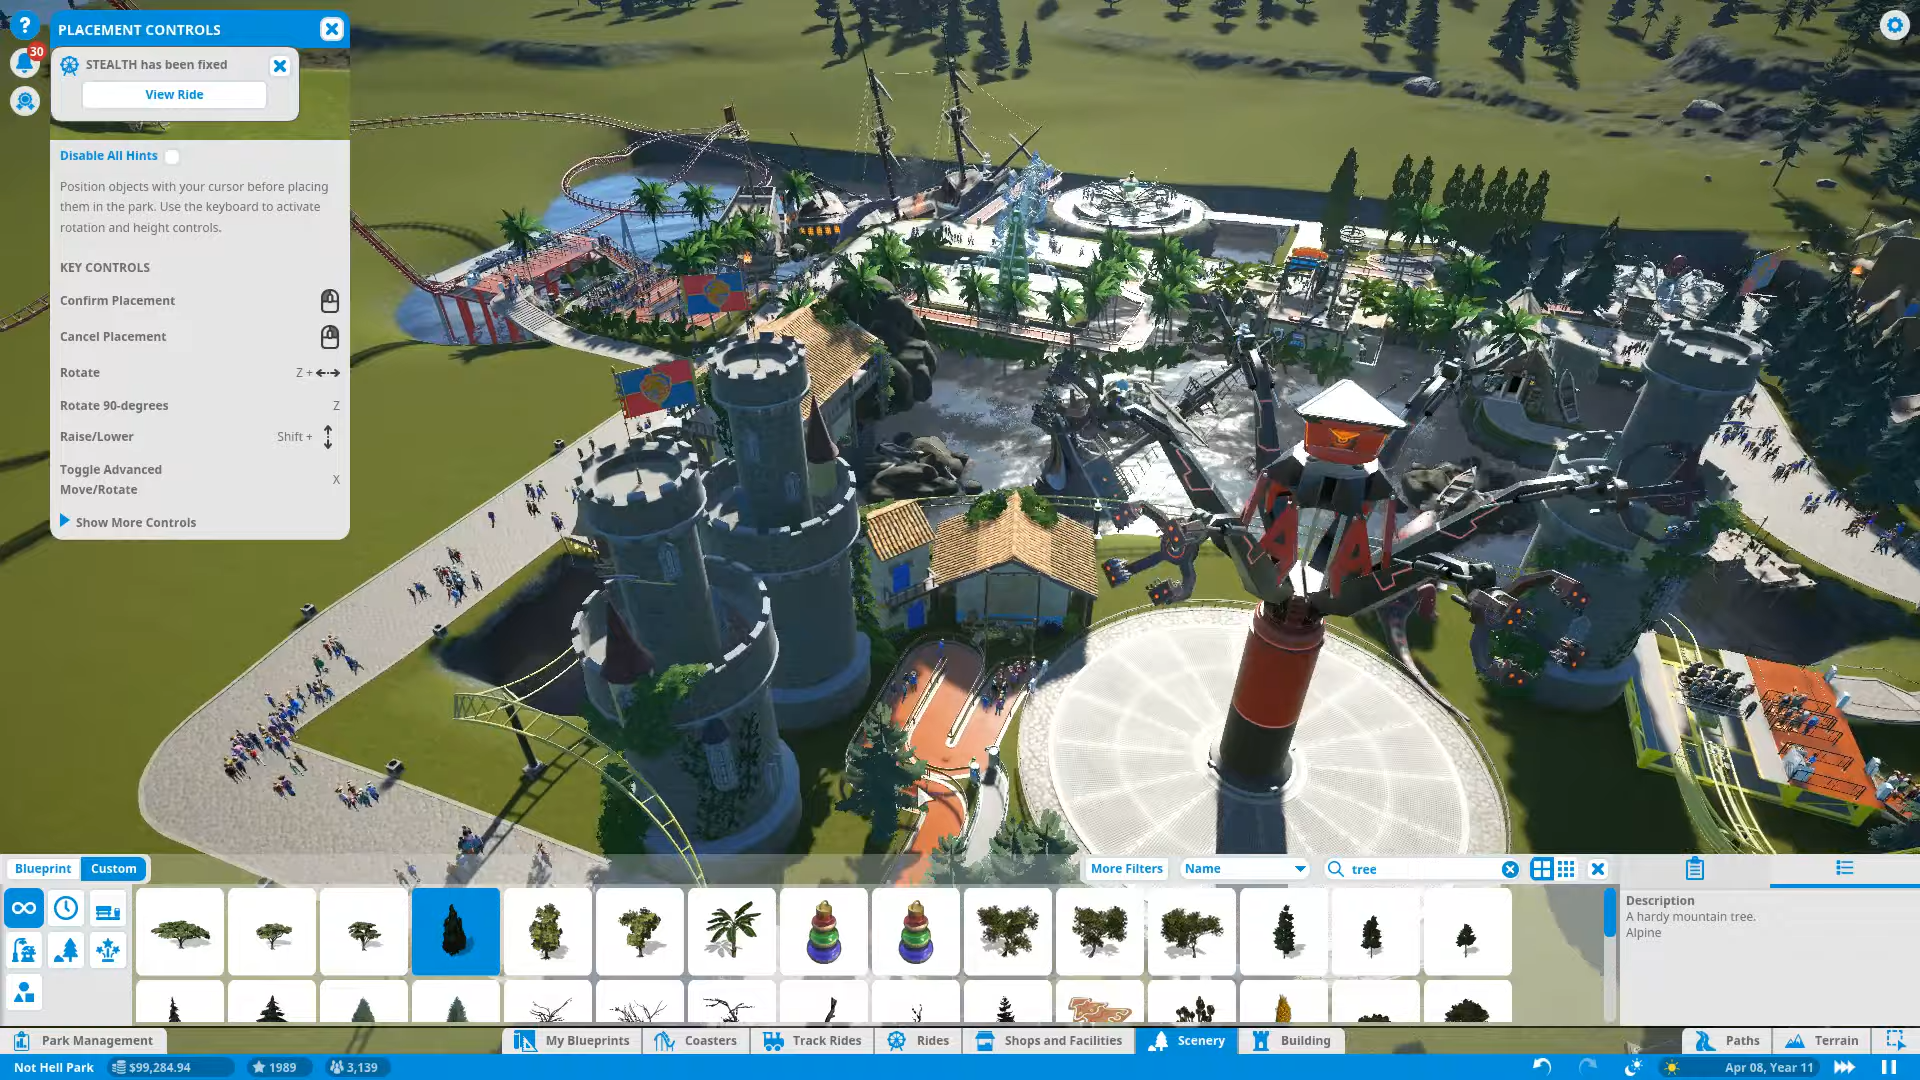 ?
PLACEMENT CONTROLS
30
STEALTH has been fixed
View Ride
Disable All Hints
Position objects with your cursor before placing
them in the park. Use the keyboard to activate
rotation and height controls.
KEY CONTROLS
Confirm Placement
Cancel Placement
Rotate Z +
Rotate 90-degrees Z
Raise/Lower Shift +
Toggle Advanced
Move/Rotate X
Show More Controls
Blueprint Custom
More Filters Name tree
Description
A hardy mountain tree.
Alpine
Park Management My Blueprints Coasters Track Rides Rides Shops and Facilities Scenery Building Paths Terrain
Not Hell Park $99,284.94 1989 3,139 Apr 08, Year 11